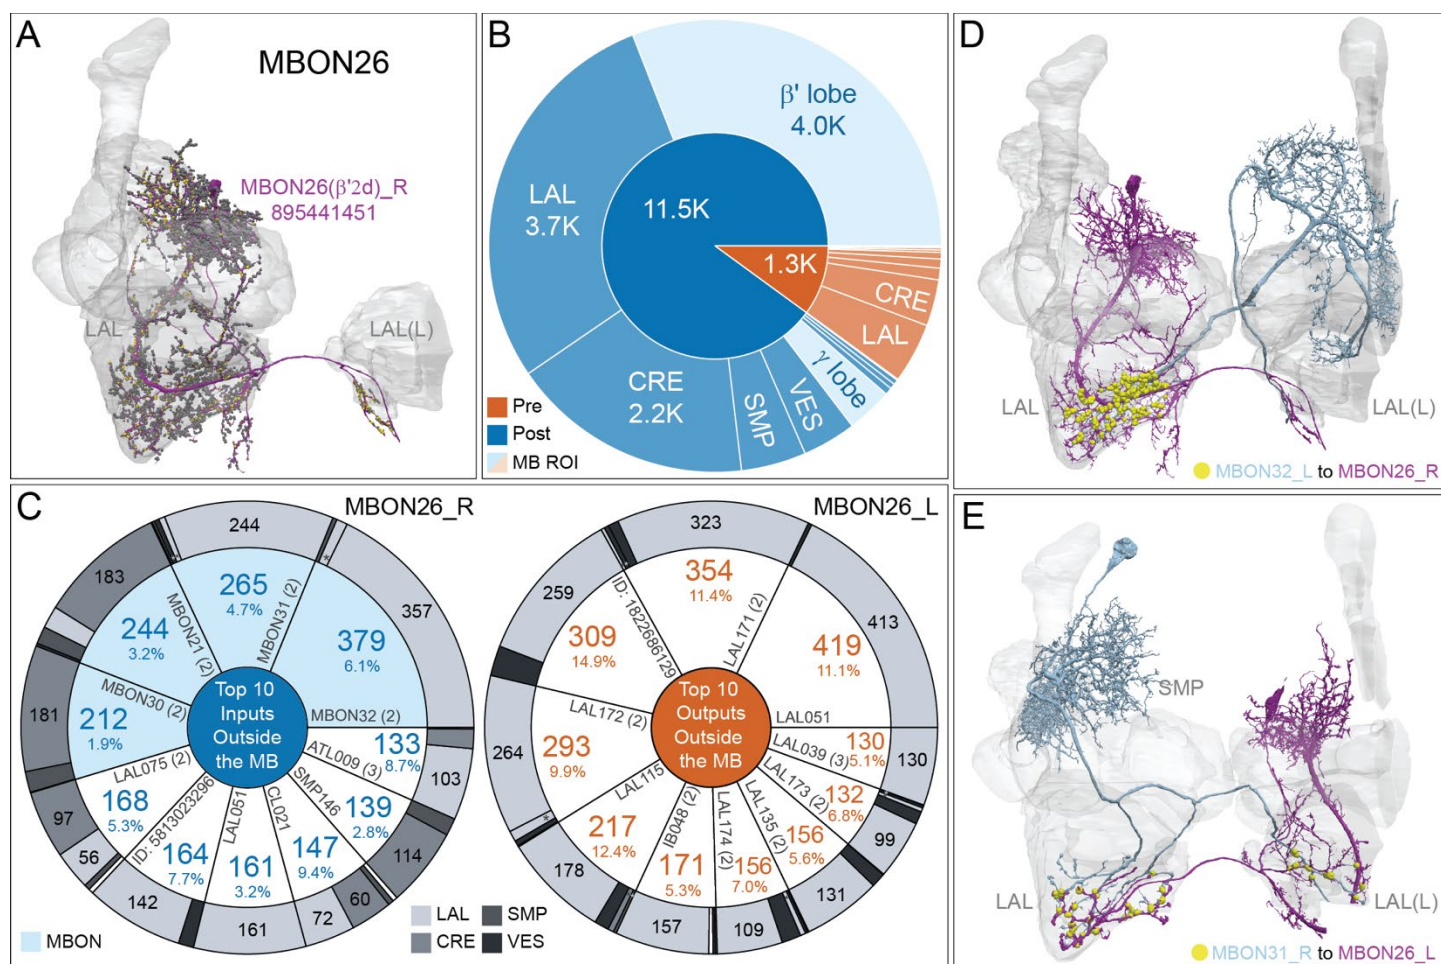 A
MBON26
MBON26(β'2d)_R
895441451
LAL
LAL(L)
B
β' lobe
4.0K
LAL
3.7K
11.5K
1.3K
CRE
LAL
CRE
2.2K
SMP
VES
γ lobe
Pre
Post
MB ROI
D
LAL
LAL(L)
MBON32_L to MBON26_R
C
MBON26_R
Top 10
Inputs
Outside
the MB
MBON32 (2)
379
6.1%
357
*
MBON31 (2)
265
4.7%
244
*
MBON21 (2)
244
3.2%
183
MBON30 (2)
212
1.9%
181
LAL075 (2)
168
5.3%
97
56
ID: 5813023296
164
7.7%
142
LAL051
161
3.2%
161
CL021
147
9.4%
72
60
SMP146
139
2.8%
114
ATL009 (3)
133
8.7%
103
MBON
MBON26_L
Top 10
Outputs
Outside
the MB
LAL051
419
11.1%
413
LAL171 (2)
354
11.4%
323
ID: 1822686129
309
14.9%
259
LAL172 (2)
293
9.9%
264
*
LAL115
217
12.4%
178
IB048 (2)
171
5.3%
157
LAL174 (2)
156
7.0%
109
LAL135 (2)
156
5.6%
131
LAL173 (2)
132
6.8%
99
LAL039 (3)
130
5.1%
130
LAL
SMP
CRE
VES
E
SMP
LAL
LAL(L)
MBON31_R to MBON26_L